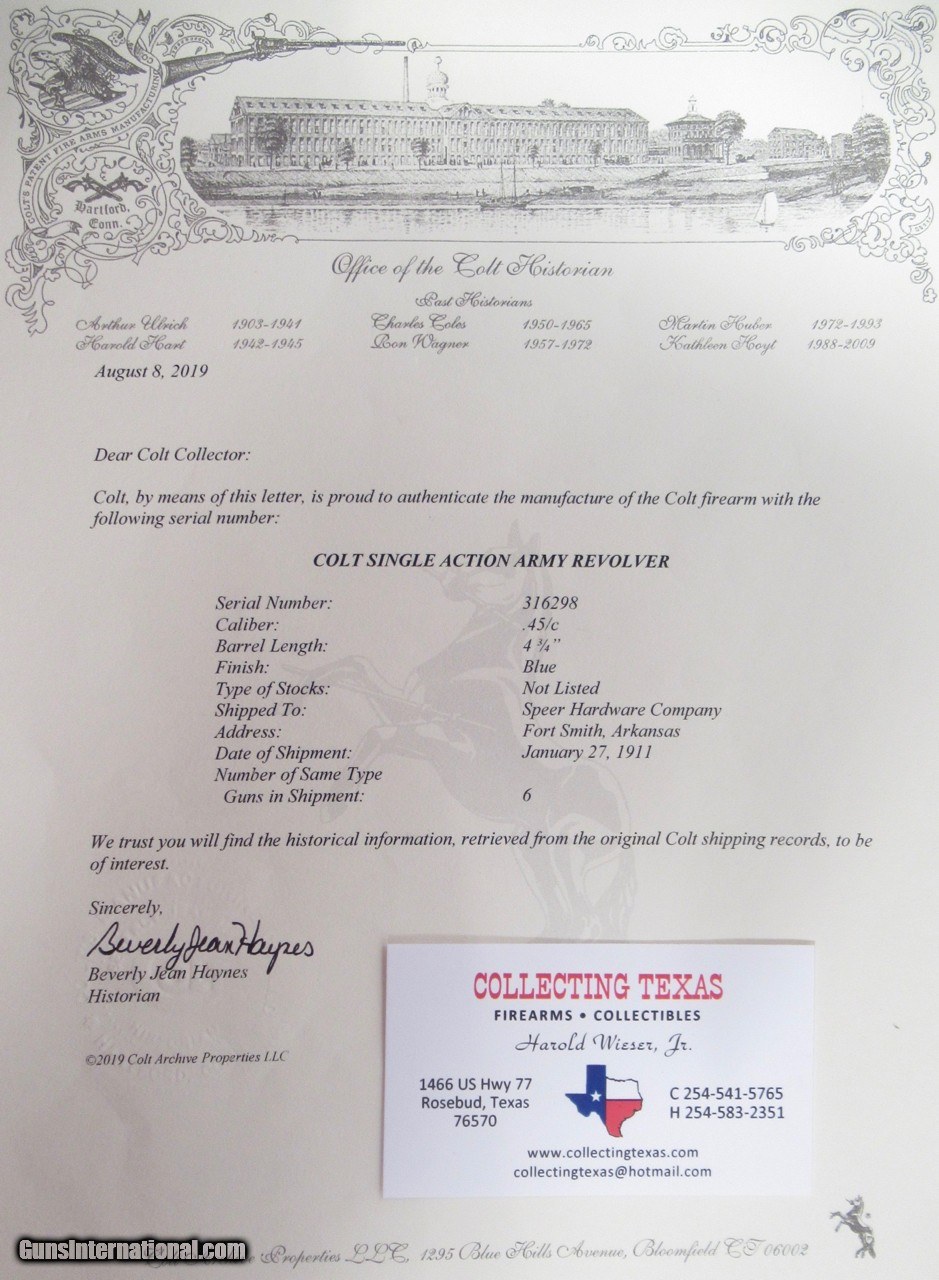 COLT'S PATENT FIRE ARMS MANUFACTURING CO
Hartford,
Conn.
Office of the Colt Historian
Past Historians
Arthur Ulrich 1903-1941 Charles Coles 1950-1965 Martin Huber 1972-1993
Harold Hart 1942-1945 Ron Wagner 1957-1972 Kathleen Hoyt 1988-2009
August 8, 2019
Dear Colt Collector:
Colt, by means of this letter, is proud to authenticate the manufacture of the Colt firearm with the
following serial number:
COLT SINGLE ACTION ARMY REVOLVER
Serial Number: 316298
Caliber: .45/c
Barrel Length: 4 ¾”
Finish: Blue
Type of Stocks: Not Listed
Shipped To: Speer Hardware Company
Address: Fort Smith, Arkansas
Date of Shipment: January 27, 1911
Number of Same Type
Guns in Shipment: 6
We trust you will find the historical information, retrieved from the original Colt shipping records, to be
of interest.
Sincerely,
Beverly Jean Haynes
Beverly Jean Haynes
Historian
©2019 Colt Archive Properties LLC
COLLECTING TEXAS
FIREARMS • COLLECTIBLES
Harold Wieser, Jr.
1466 US Hwy 77
Rosebud, Texas
76570
C 254-541-5765
H 254-583-2351
www.collectingtexas.com
collectingtexas@hotmail.com
GunsInternational.com
Properties LLC, 1295 Blue Hills Avenue, Bloomfield CT 06002